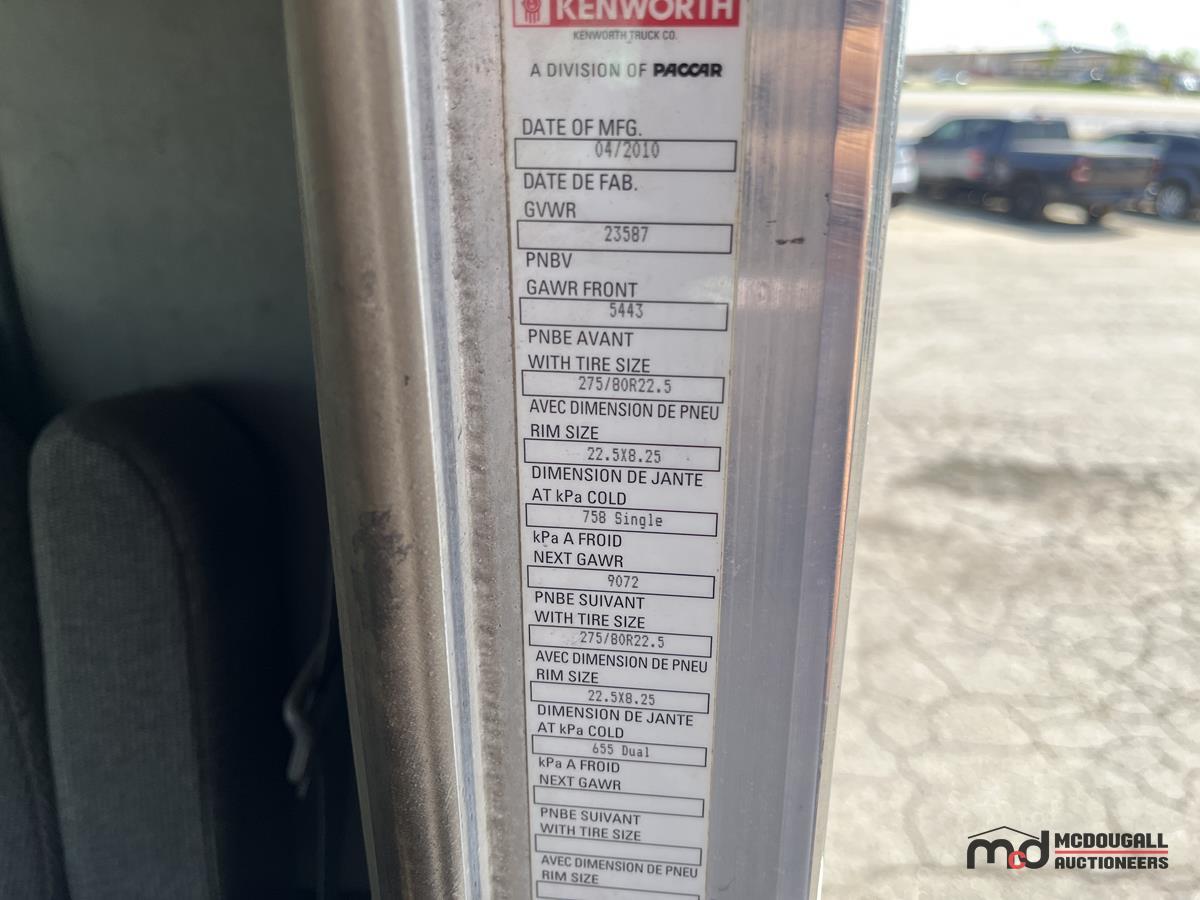 KENWORTH
KENWORTH TRUCK CO.
A DIVISION OF PACCAR
DATE OF MFG.
04/2010
DATE DE FAB.
GVWR
23587
PNBV
GAWR FRONT
5443
PNBE AVANT
WITH TIRE SIZE
275/80R22.5
AVEC DIMENSION DE PNEU
RIM SIZE
22.5X8.25
DIMENSION DE JANTE
AT kPa COLD
758 Single
kPa A FROID
NEXT GAWR
9072
PNBE SUIVANT
WITH TIRE SIZE
275/80R22.5
AVEC DIMENSION DE PNEU
RIM SIZE
22.5X8.25
DIMENSION DE JANTE
AT kPa COLD
655 Dual
kPa A FROID
NEXT GAWR
PNBE SUIVANT
WITH TIRE SIZE
AVEC DIMENSION DE PNEU
RIM SIZE
mcd MCDOUGALL
AUCTIONEERS